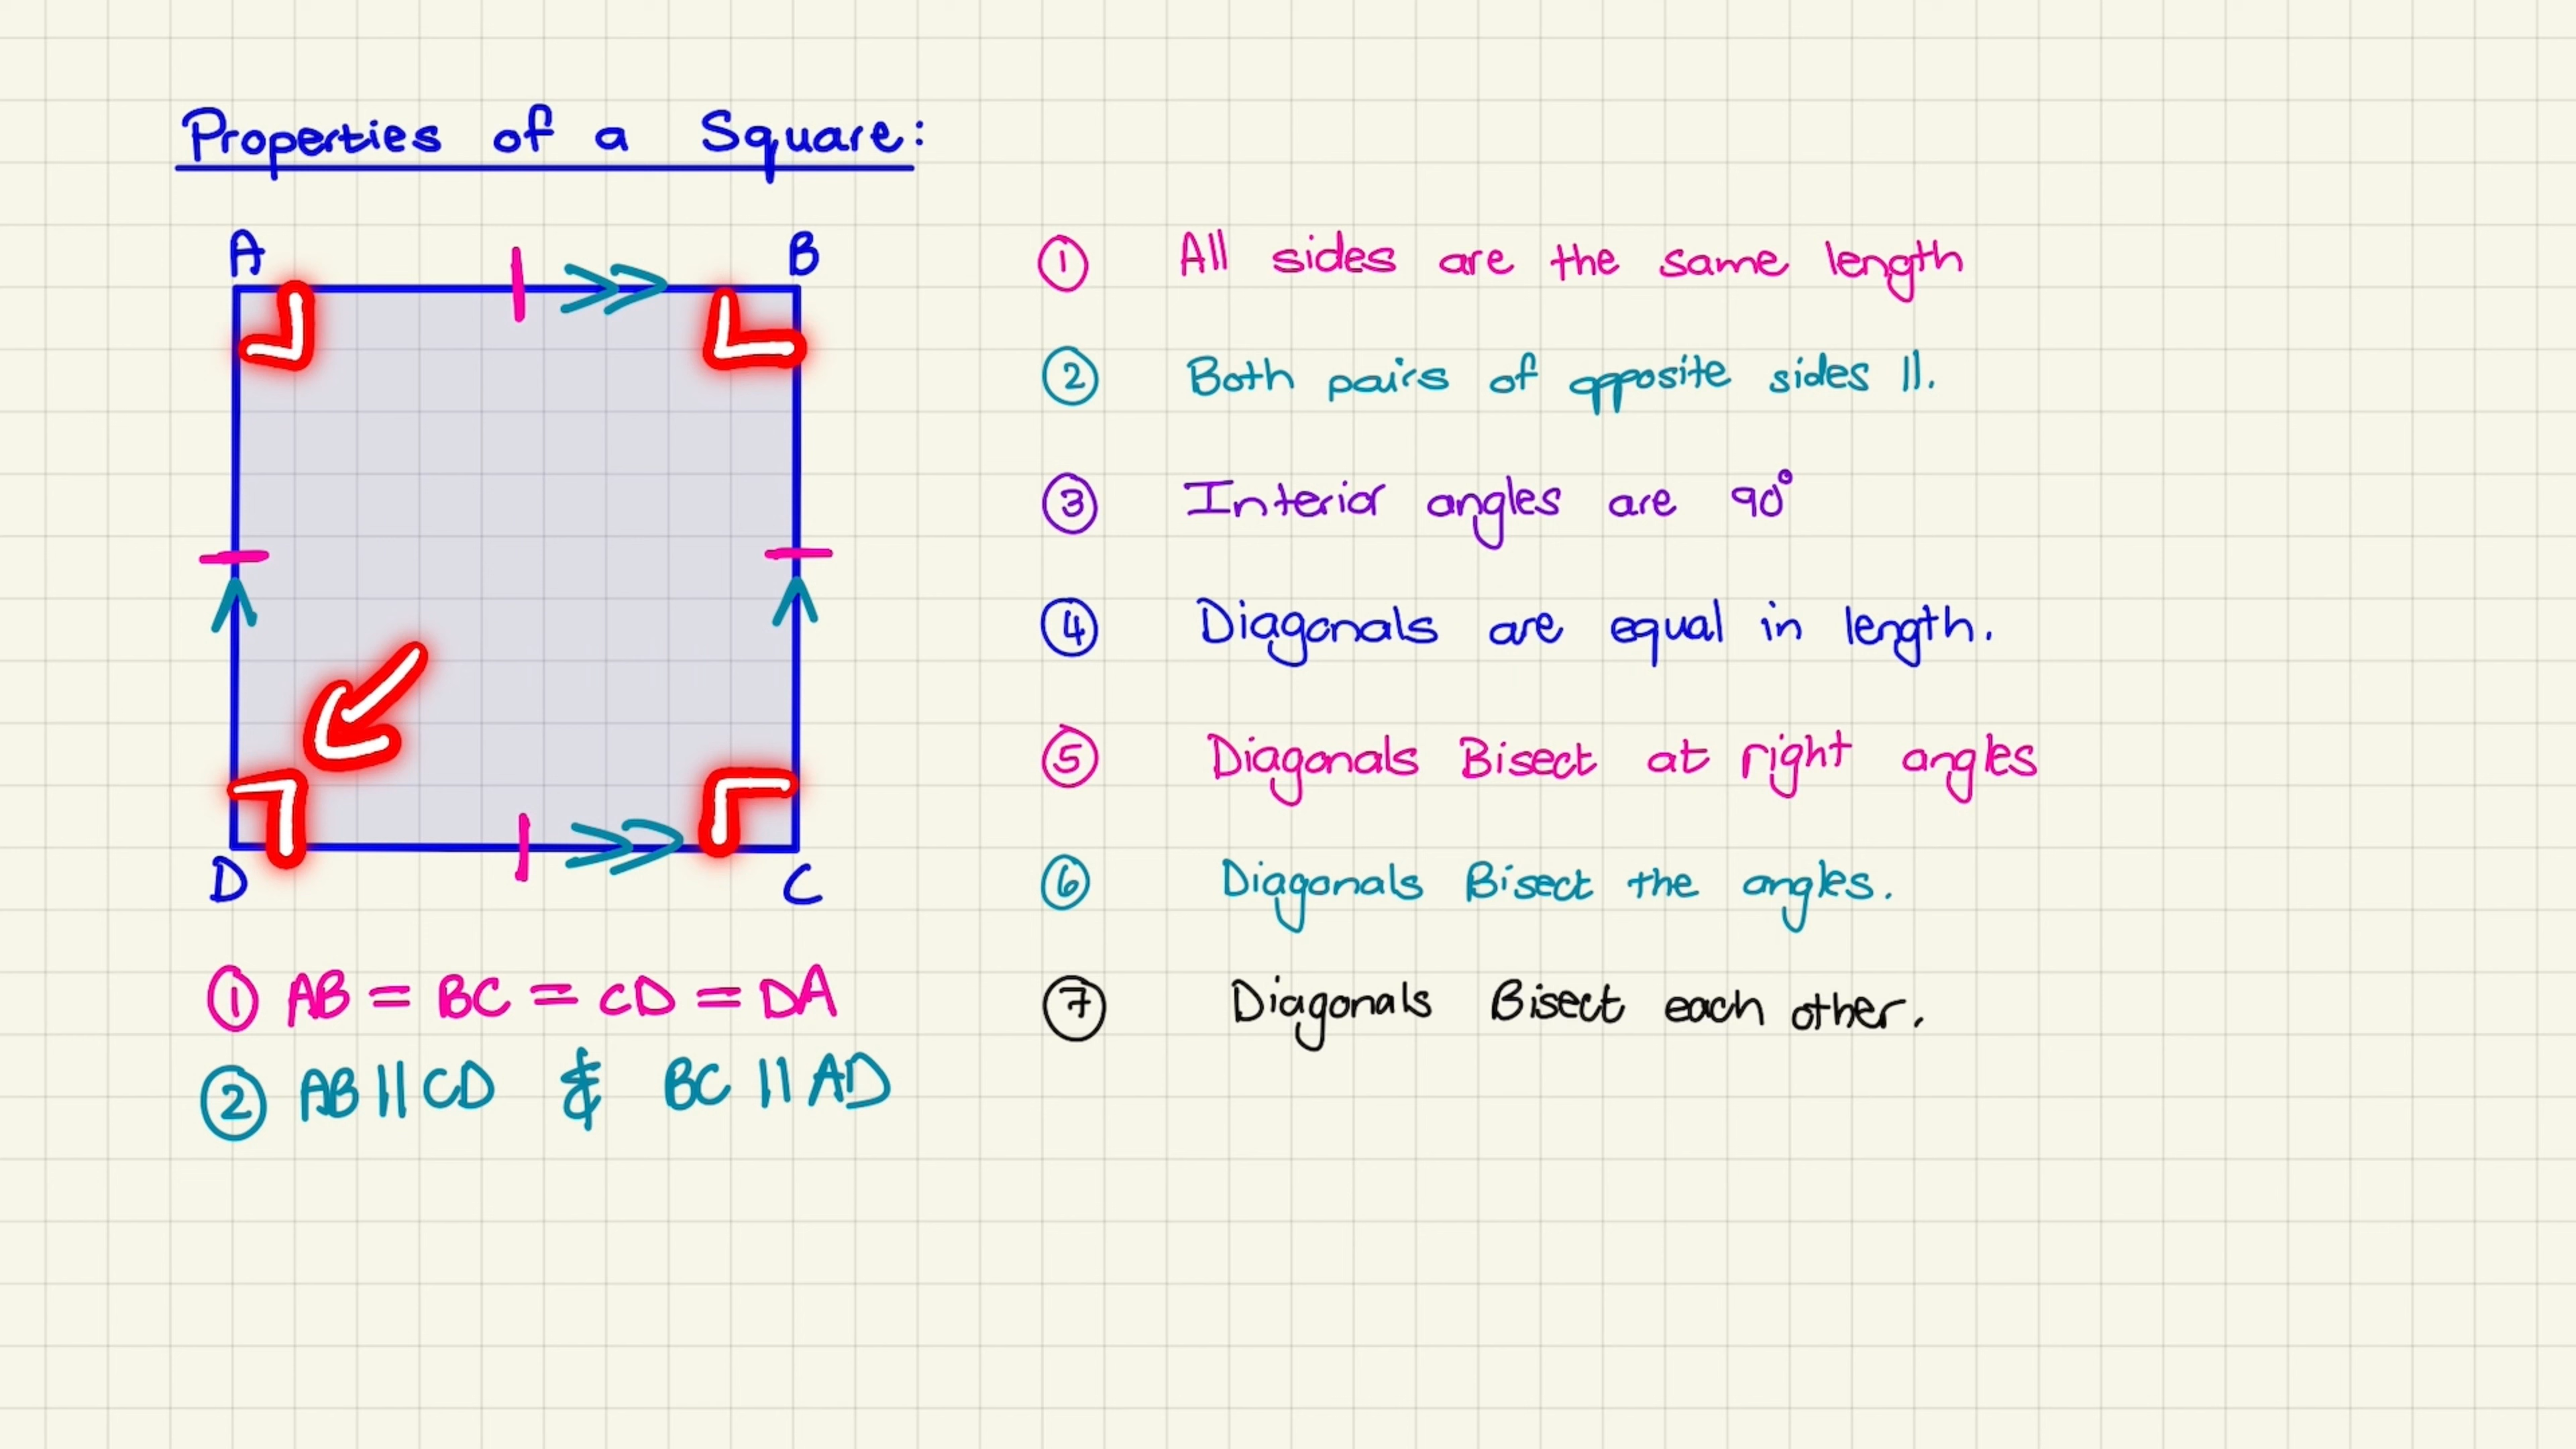 Properties of a Square:
A
B
D
C
① AB = BC = CD = DA
② AB || CD & BC || AD
① All sides are the same length
② Both pairs of opposite sides ||.
③ Interior angles are 90°
④ Diagonals are equal in length.
⑤ Diagonals Bisect at right angles
⑥ Diagonals Bisect the angles.
⑦ Diagonals Bisect each other.